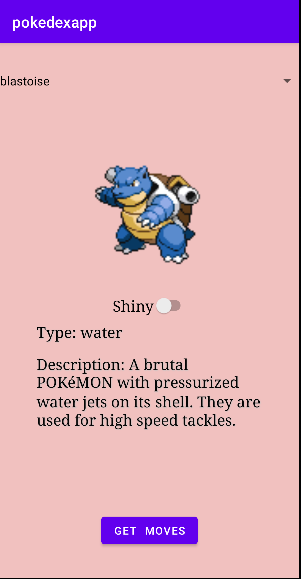 pokedexapp
blastoise
Shiny
Type: water
Description: A brutal
POKéMON with pressurized
water jets on its shell. They are
used for high speed tackles.
GET MOVES